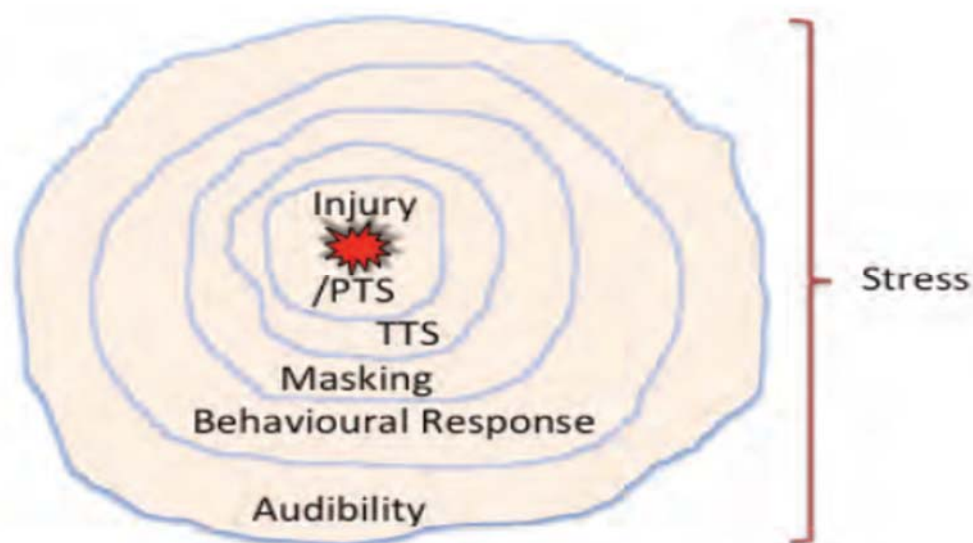 Injury
/PTS
TTS
Masking
Behavioural Response
Audibility
Stress